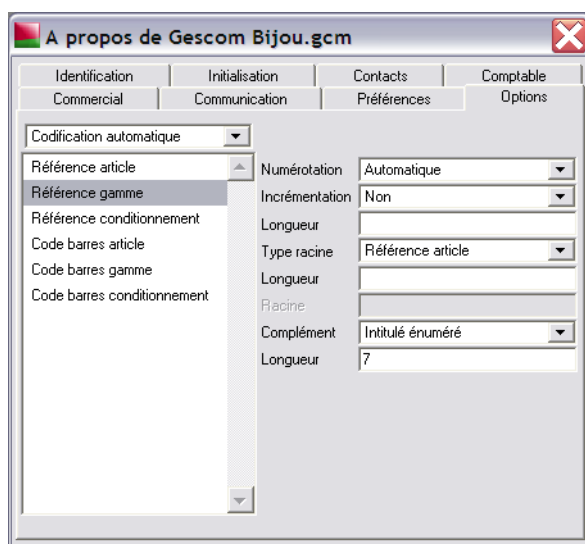 A propos de Gescom Bijou.gcm
Identification Initialisation Contacts Comptable
Commercial Communication Préférences Options
Codification automatique
Référence article
Référence gamme
Référence conditionnement
Code barres article
Code barres gamme
Code barres conditionnement
Numérotation Automatique
Incrémentation Non
Longueur
Type racine Référence article
Longueur
Racine
Complément Intitulé énuméré
Longueur 7